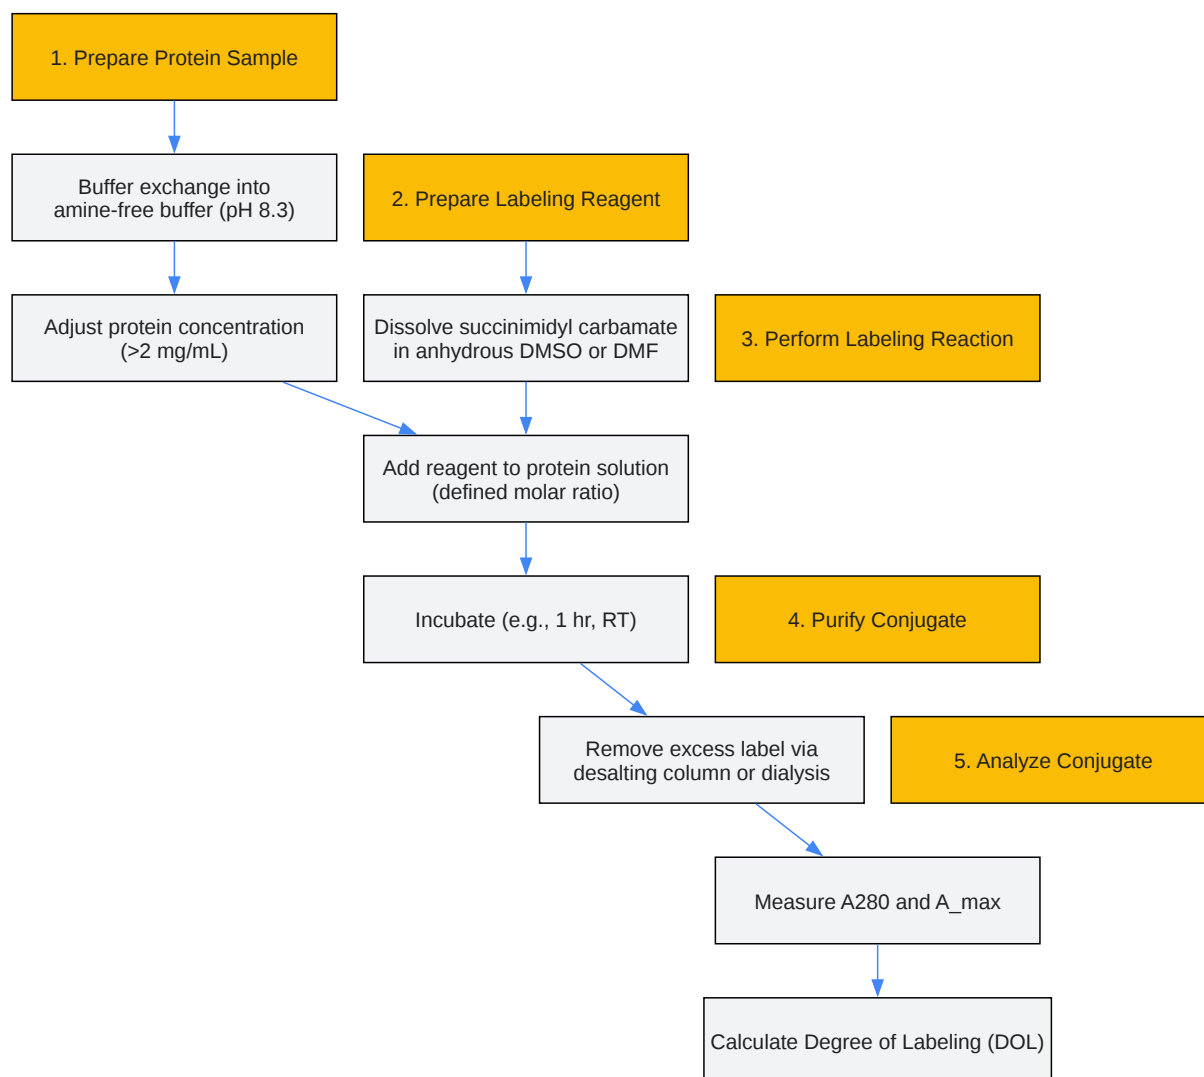 1. Prepare Protein Sample
Buffer exchange into
amine-free buffer (pH 8.3)
2. Prepare Labeling Reagent
Adjust protein concentration
(>2 mg/mL)
Dissolve succinimidyl carbamate
in anhydrous DMSO or DMF
3. Perform Labeling Reaction
Add reagent to protein solution
(defined molar ratio)
Incubate (e.g., 1 hr, RT)
4. Purify Conjugate
Remove excess label via
desalting column or dialysis
5. Analyze Conjugate
Measure A280 and A_max
Calculate Degree of Labeling (DOL)